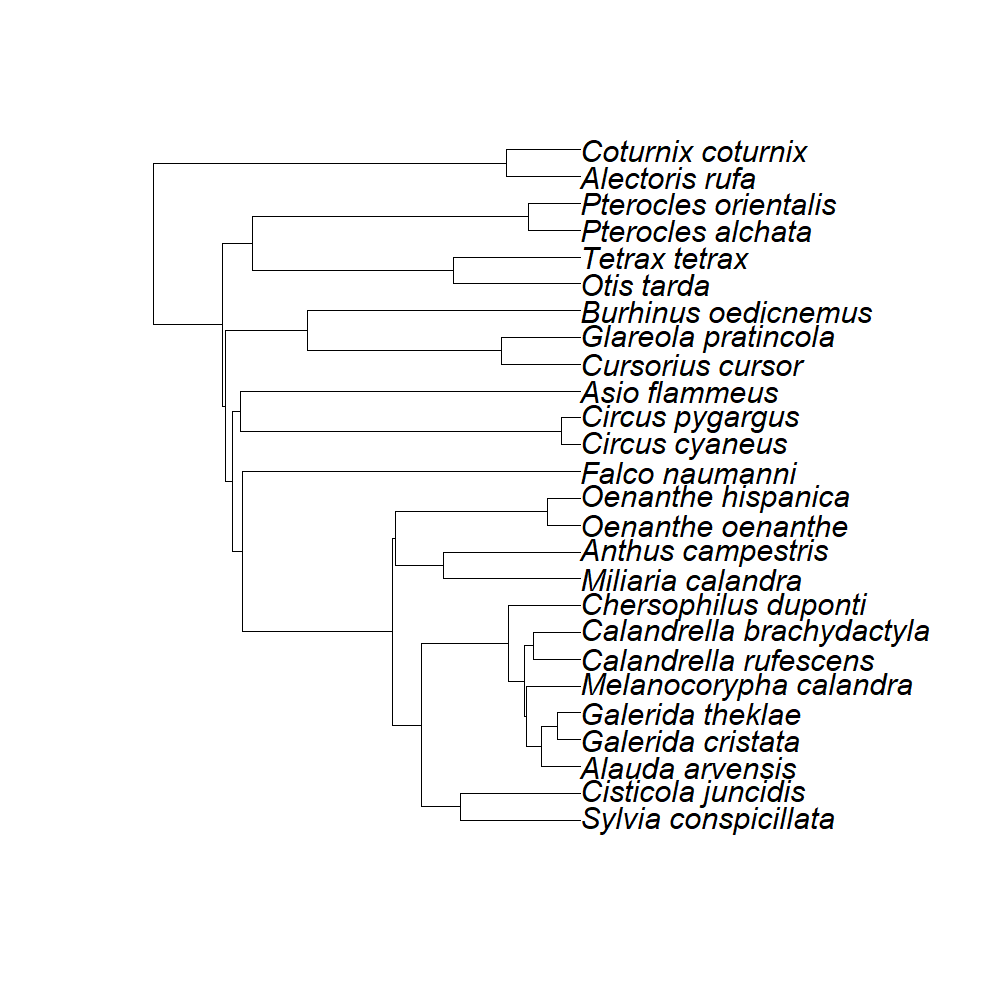 Coturnix coturnix
Alectoris rufa
Pterocles orientalis
Pterocles alchata
Tetrax tetrax
Otis tarda
Burhinus oedicnemus
Glareola pratincola
Cursorius cursor
Asio flammeus
Circus pygargus
Circus cyaneus
Falco naumanni
Oenanthe hispanica
Oenanthe oenanthe
Anthus campestris
Miliaria calandra
Chersophilus duponti
Calandrella brachydactyla
Calandrella rufescens
Melanocorypha calandra
Galerida theklae
Galerida cristata
Alauda arvensis
Cisticola juncidis
Sylvia conspicillata